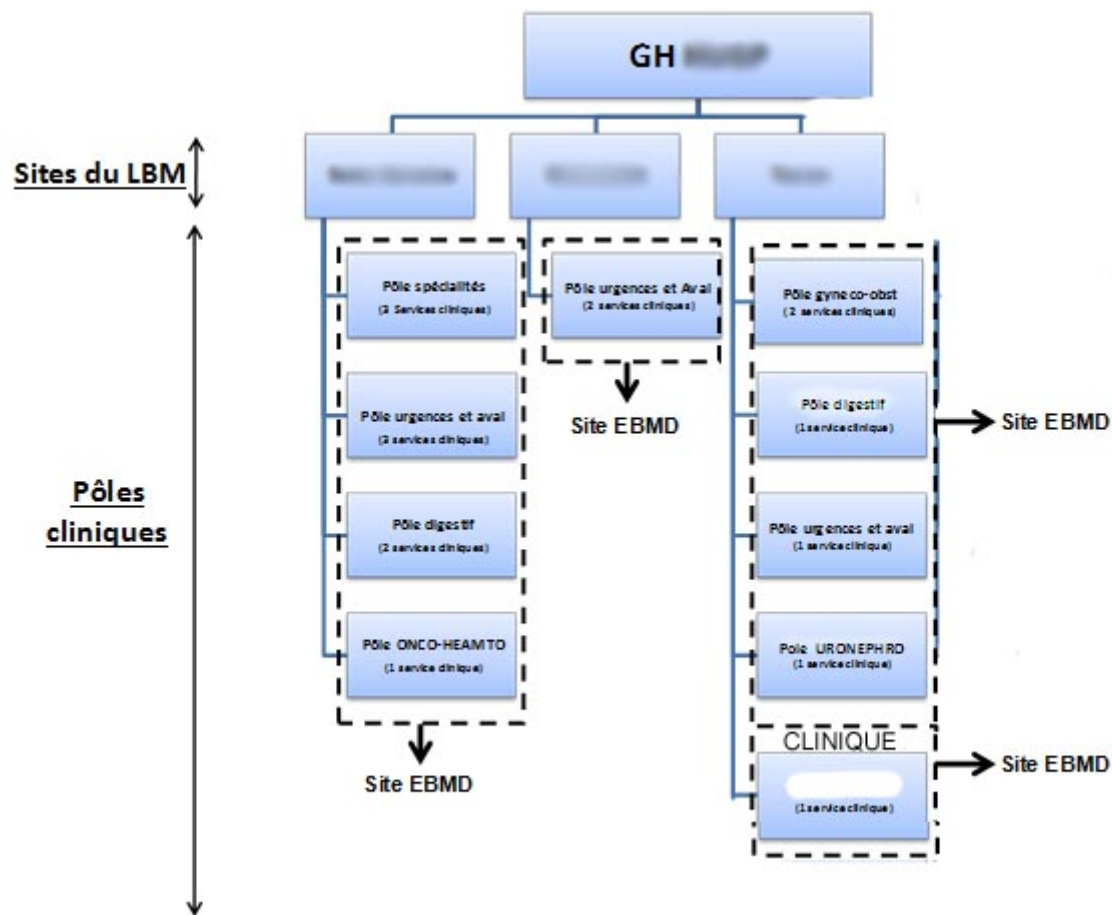 GH
Sites du LBM
Pôle spécialités
(3 Services cliniques)
Pôle urgences et Aval
(2 services cliniques)
Pôle gyneco-obst
(2 services cliniques)
Pôle urgences et aval
(3 services cliniques)
Site EBMD
Pôle digestif
(1 service clinique)
Site EBMD
Pôles
cliniques
Pôle digestif
(2 services cliniques)
Pôle urgences et aval
(1 service clinique)
Pôle ONCO-HEAMTO
(1 service clinique)
Pole URONEPHRO
(1 service clinique)
Site EBMD
CLINIQUE
(1 service clinique)
Site EBMD